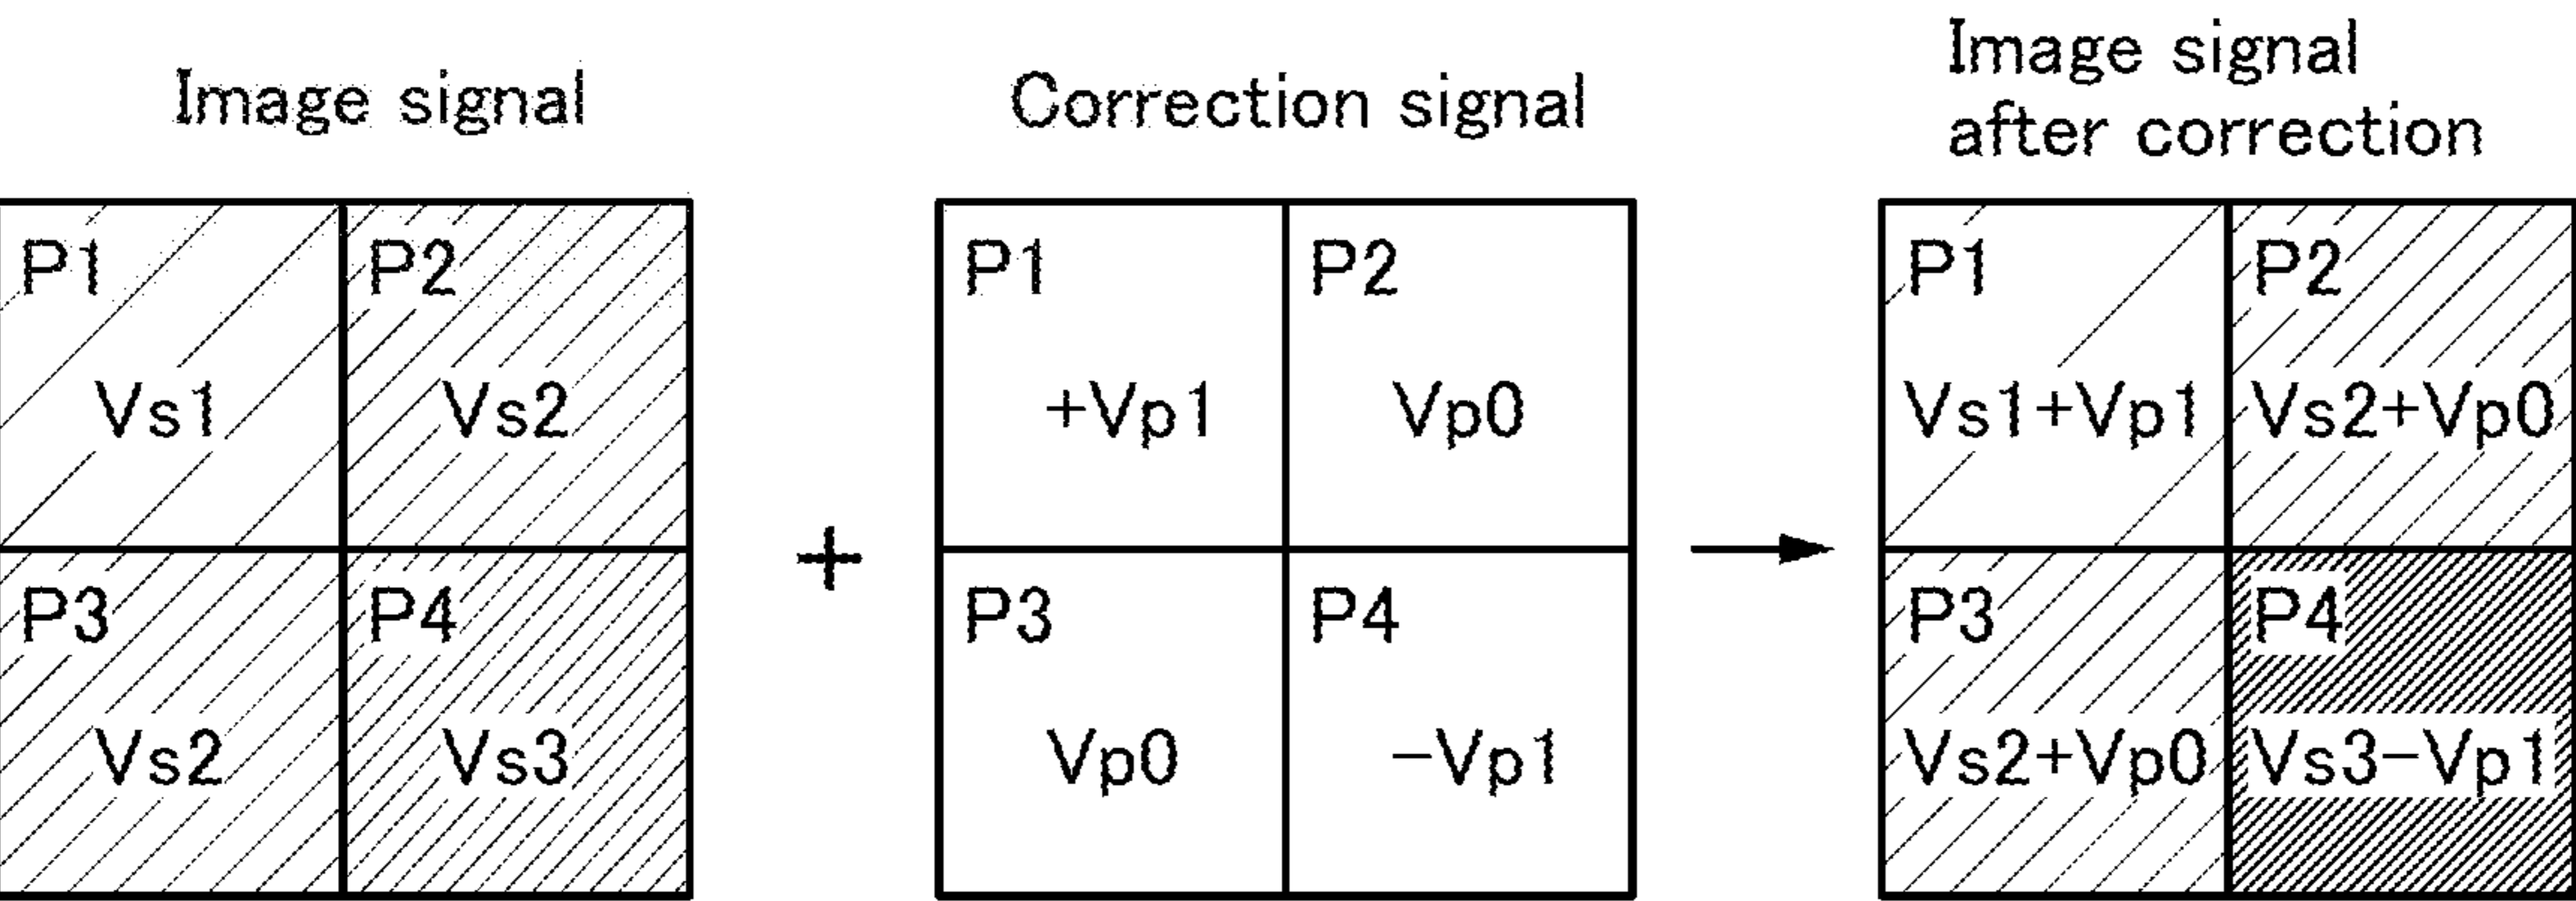 Image signal
P1
Vs1
P2
Vs2
P3
Vs2
P4
Vs3
+
Correction signal
P1
+Vp1
P2
Vp0
P3
Vp0
P4
−Vp1
Image signal
after correction
P1
Vs1+Vp1
P2
Vs2+Vp0
P3
Vs2+Vp0
P4
Vs3−Vp1